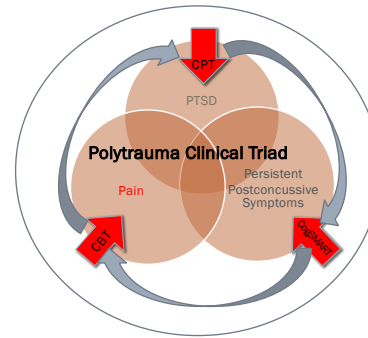 CPT
PTSD
Polytrauma Clinical Triad
Pain
Persistent
Postconcussive
Symptoms
CBT
CogSMART